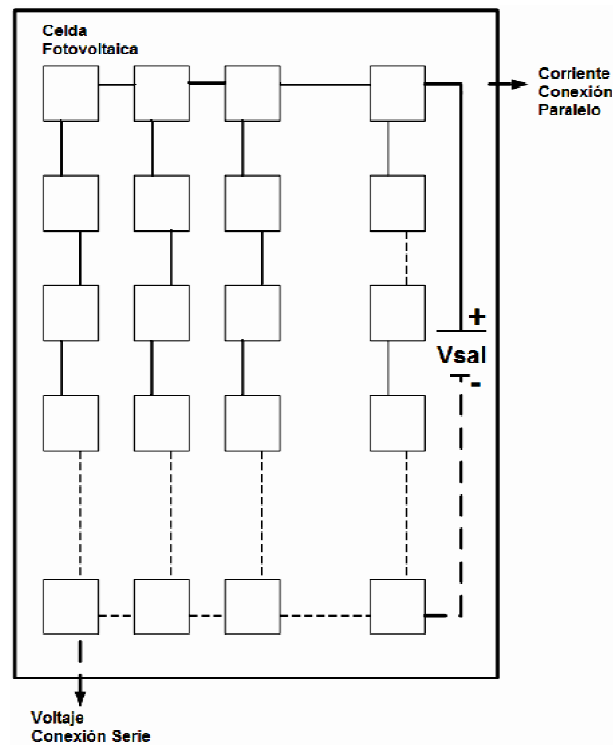 Celda
Fotovoltaica
Corriente
Conexión
Paralelo
+
Vsal
-
Voltaje
Conexión Serie